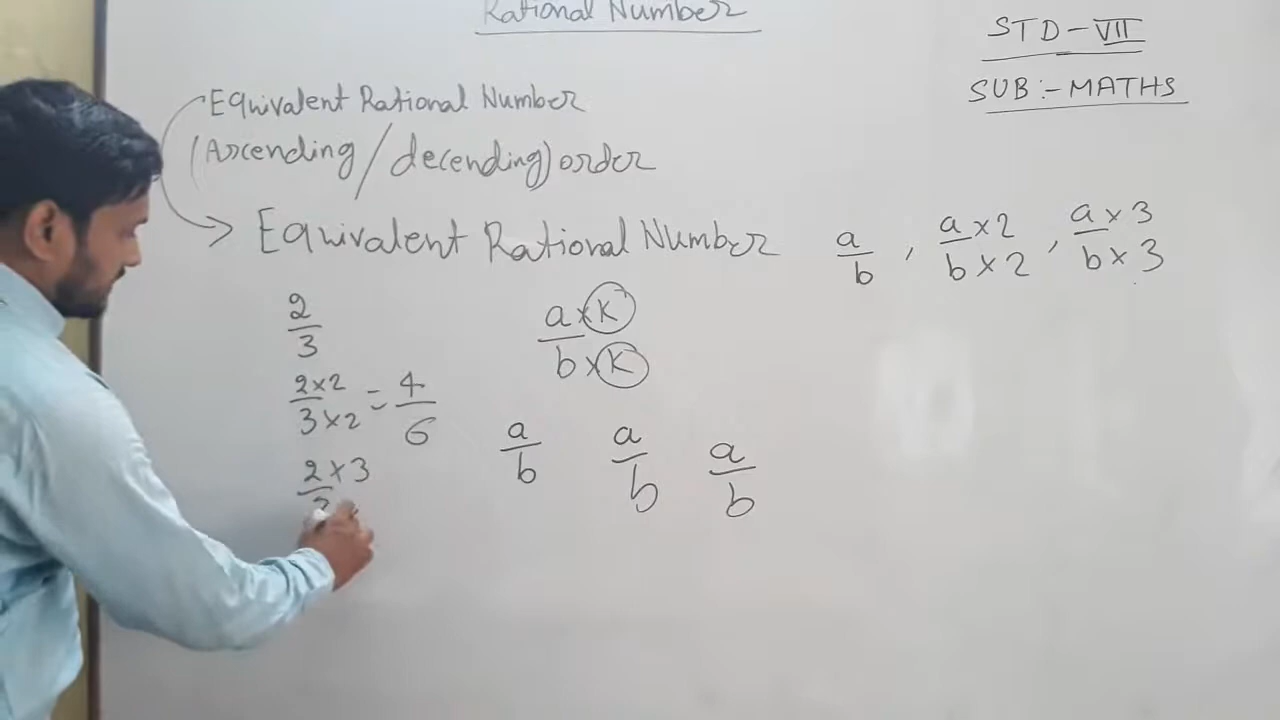 Rational Number
STD - VII
SUB :- MATHS
Equivalent Rational Number
(Ascending / decending) order
Equivalent Rational Number
a/b , a×2/b×2 , a×3/b×3
2/3
a×K/b×K
2×2/3×2 = 4/6
a/b a/b a/b
2×3/3